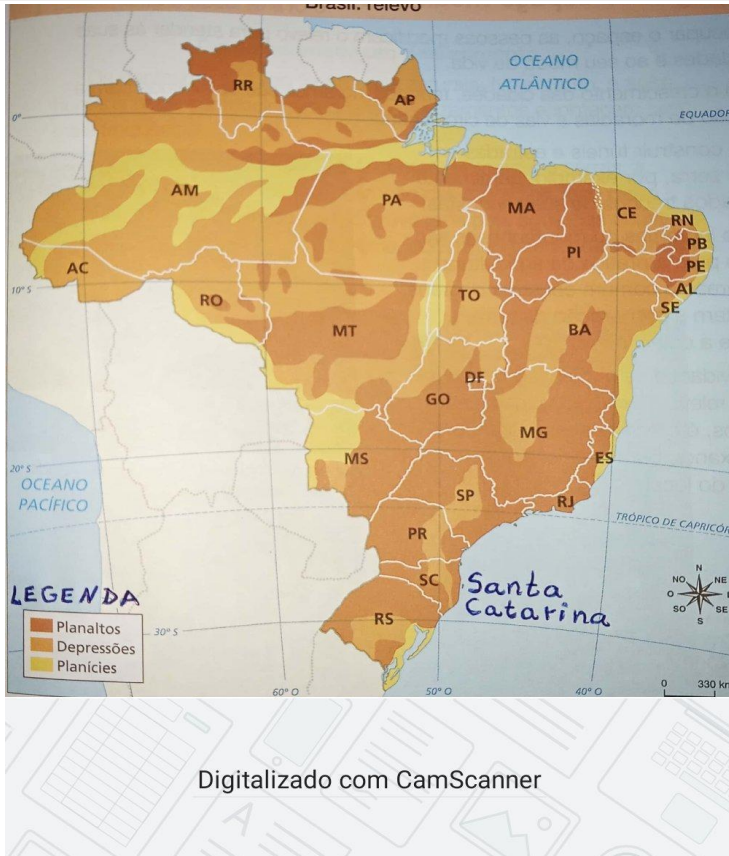 Brasil: relevo
OCEANO
ATLÂNTICO
EQUADOR
RR
AP
0°
AM
PA
MA
CE
RN
PB
PI
PE
AC
AL
10° S
RO
TO
SE
MT
BA
DF
GO
MG
MS
ES
20° S
OCEANO
PACÍFICO
SP
RJ
TRÓPICO DE CAPRICÓR
PR
N
NO
NE
O
SO
SE
S
SC
Santa
Catarina
LEGENDA
Planaltos
Depressões
Planícies
RS
30° S
0
330 km
60° O
50° O
40° O
Digitalizado com CamScanner